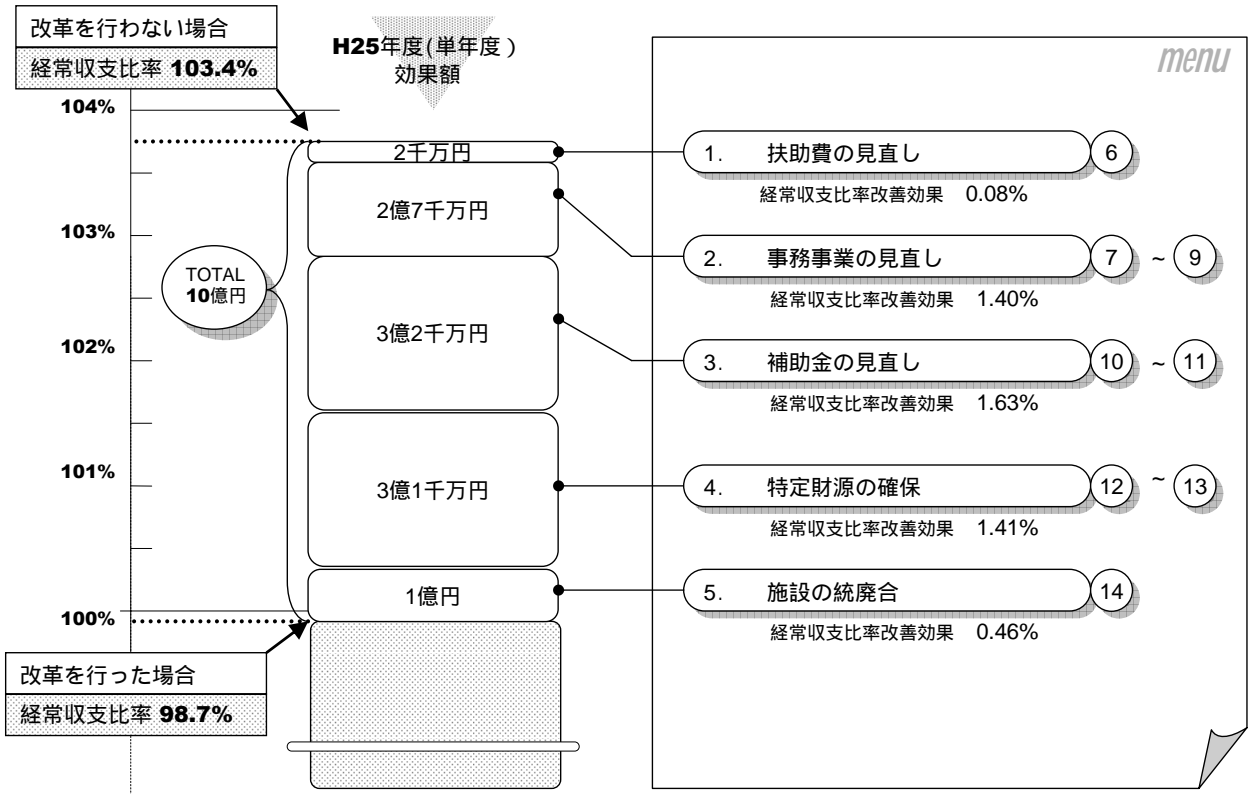 改革を行わない場合
経常収支比率 103.4%
H25年度(単年度)
効果額
menu
104%
103%
102%
101%
100%
TOTAL
10億円
2千万円
2億7千万円
3億2千万円
3億1千万円
1億円
1. 扶助費の見直し 6
経常収支比率改善効果 0.08%
2. 事務事業の見直し 7 ~ 9
経常収支比率改善効果 1.40%
3. 補助金の見直し 10 ~ 11
経常収支比率改善効果 1.63%
4. 特定財源の確保 12 ~ 13
経常収支比率改善効果 1.41%
5. 施設の統廃合 14
経常収支比率改善効果 0.46%
改革を行った場合
経常収支比率 98.7%